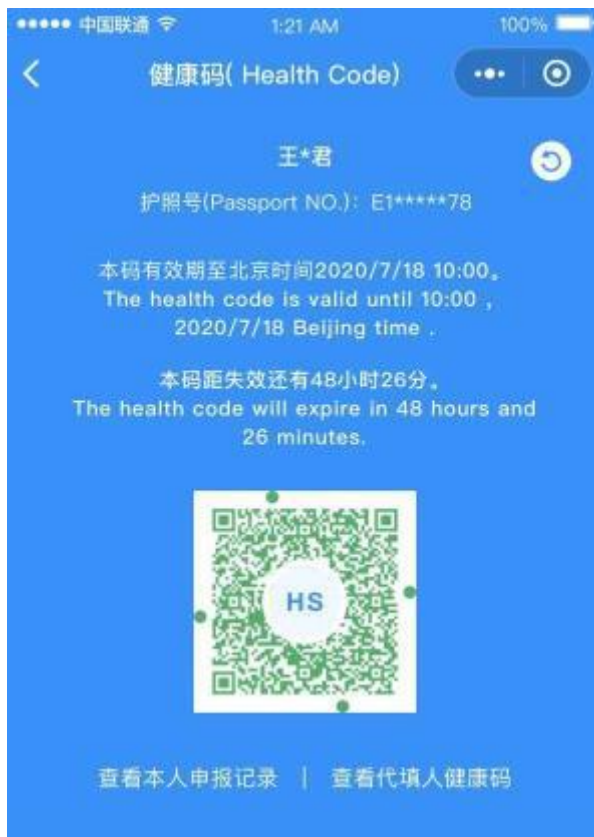 中国联通 1:21 AM 100%
健康码( Health Code)
王*君
护照号(Passport NO.): E1*****78
本码有效期至北京时间2020/7/18 10:00。
The health code is valid until 10:00 ,
2020/7/18 Beijing time .
本码距失效还有48小时26分。
The health code will expire in 48 hours and
26 minutes.
HS
查看本人申报记录 | 查看代填人健康码